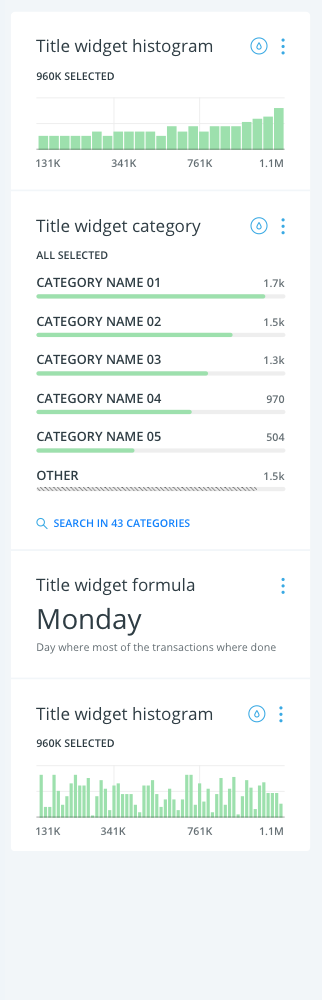 Title widget histogram
960K SELECTED
131K 341K 761K 1.1M
Title widget category
ALL SELECTED
CATEGORY NAME 01 1.7k
CATEGORY NAME 02 1.5k
CATEGORY NAME 03 1.3k
CATEGORY NAME 04 970
CATEGORY NAME 05 504
OTHER 1.5k
SEARCH IN 43 CATEGORIES
Title widget formula
Monday
Day where most of the transactions where done
Title widget histogram
960K SELECTED
131K 341K 761K 1.1M